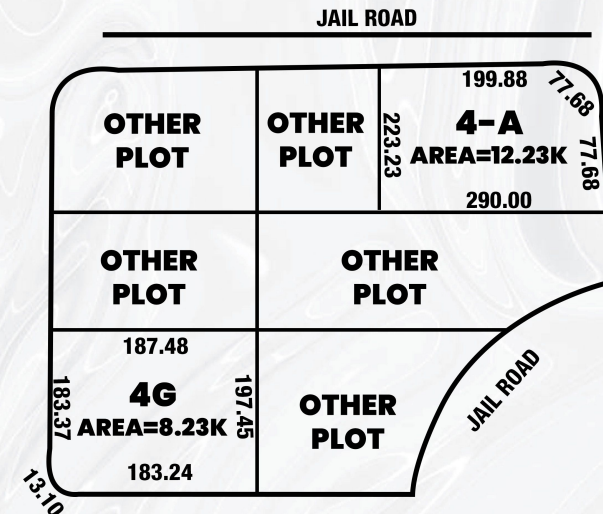 JAIL ROAD
OTHER
PLOT
OTHER
PLOT
223.23
199.88
77.68
4-A
AREA=12.23K
77.68
290.00
OTHER
PLOT
OTHER
PLOT
187.48
183.37
4G
AREA=8.23K
197.45
183.24
13.10
OTHER
PLOT
JAIL ROAD